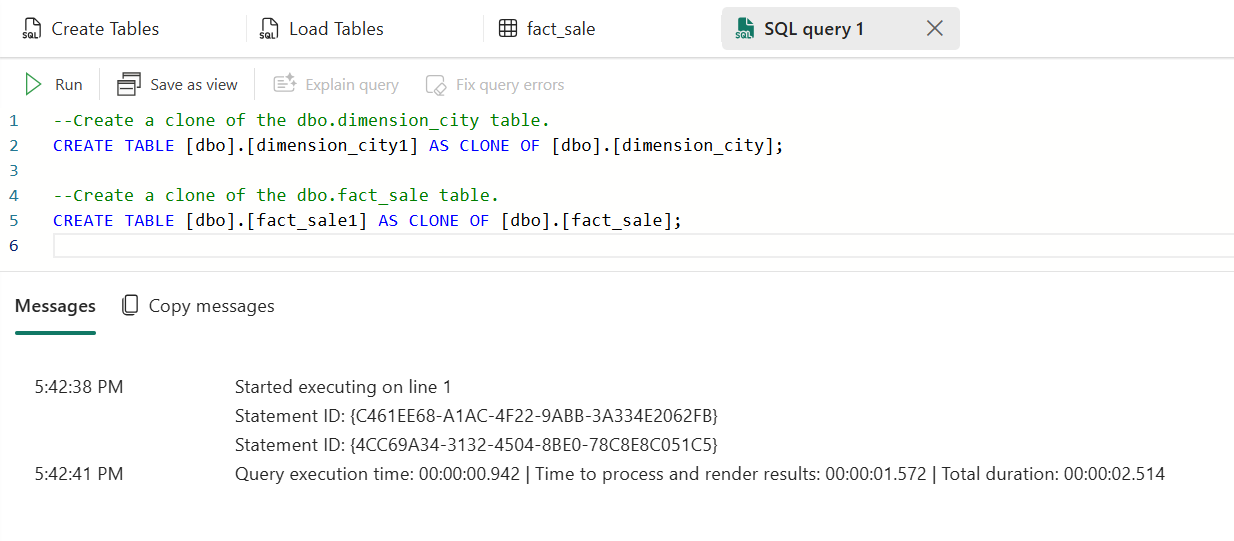 Create Tables
Load Tables
fact_sale
SQL query 1
Run
Save as view
Explain query
Fix query errors
1 --Create a clone of the dbo.dimension_city table.
2 CREATE TABLE [dbo].[dimension_city1] AS CLONE OF [dbo].[dimension_city];
3
4 --Create a clone of the dbo.fact_sale table.
5 CREATE TABLE [dbo].[fact_sale1] AS CLONE OF [dbo].[fact_sale];
6
Messages
Copy messages
5:42:38 PM Started executing on line 1
Statement ID: {C461EE68-A1AC-4F22-9ABB-3A334E2062FB}
Statement ID: {4CC69A34-3132-4504-8BE0-78C8E8C051C5}
5:42:41 PM Query execution time: 00:00:00.942 | Time to process and render results: 00:00:01.572 | Total duration: 00:00:02.514